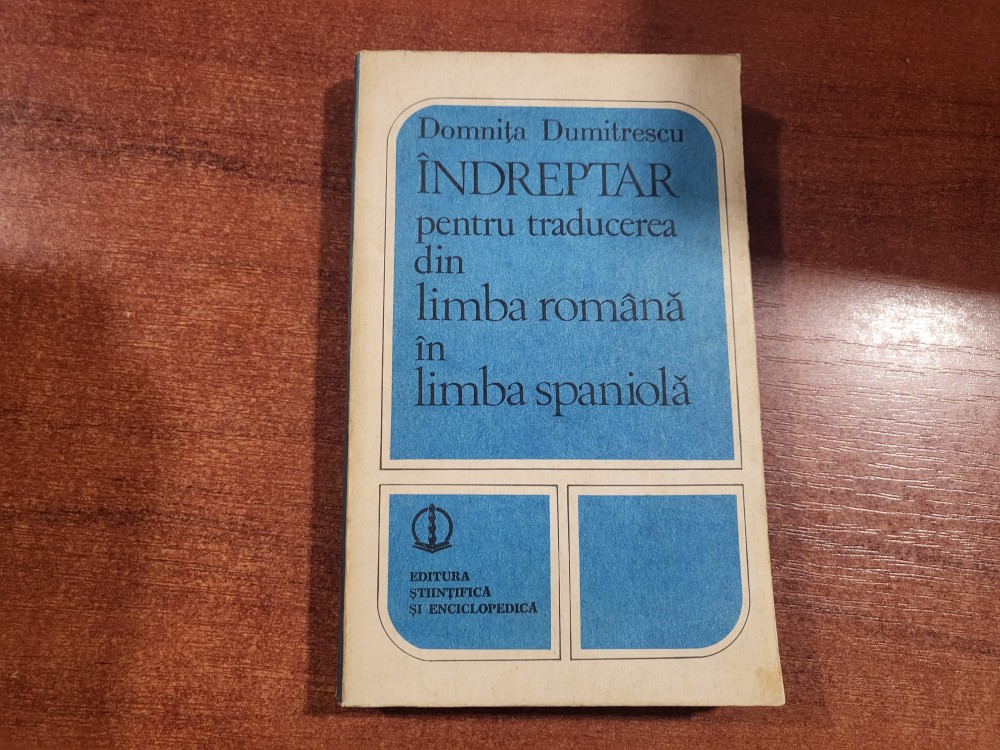 Domnița Dumitrescu
ÎNDREPTAR
pentru traducerea
din
limba română
în
limba spaniolă
EDITURA
ȘTIINȚIFICĂ
ȘI ENCICLOPEDICĂ